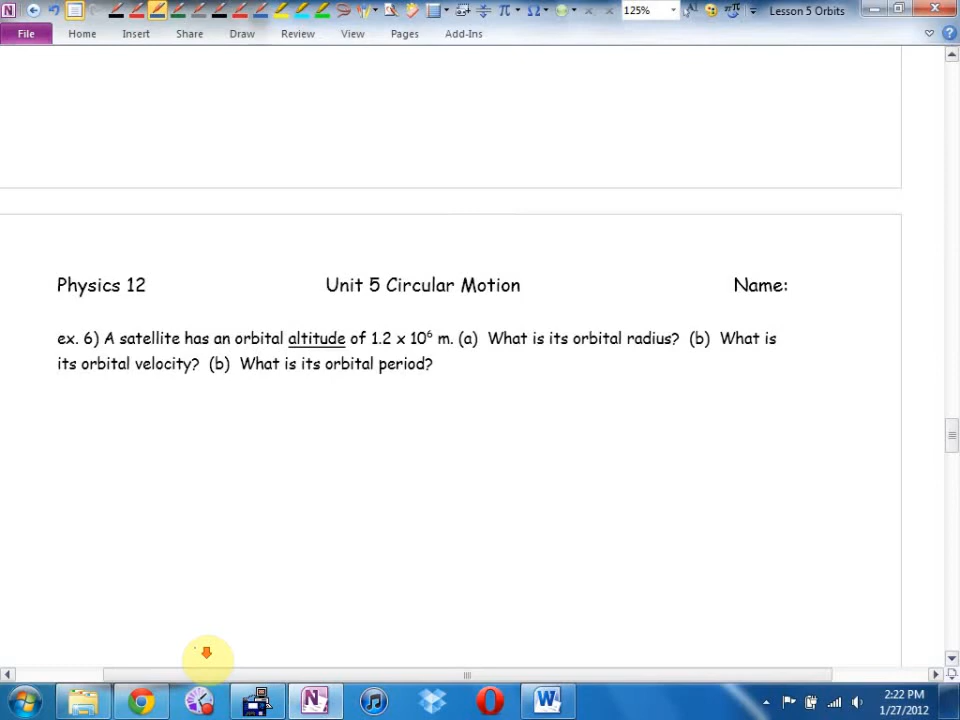 125%
Lesson 5 Orbits
File Home Insert Share Draw Review View Pages Add-Ins
Physics 12 Unit 5 Circular Motion Name:
ex. 6) A satellite has an orbital altitude of 1.2 x 10⁶ m. (a) What is its orbital radius? (b) What is
its orbital velocity? (b) What is its orbital period?
2:22 PM
1/27/2012